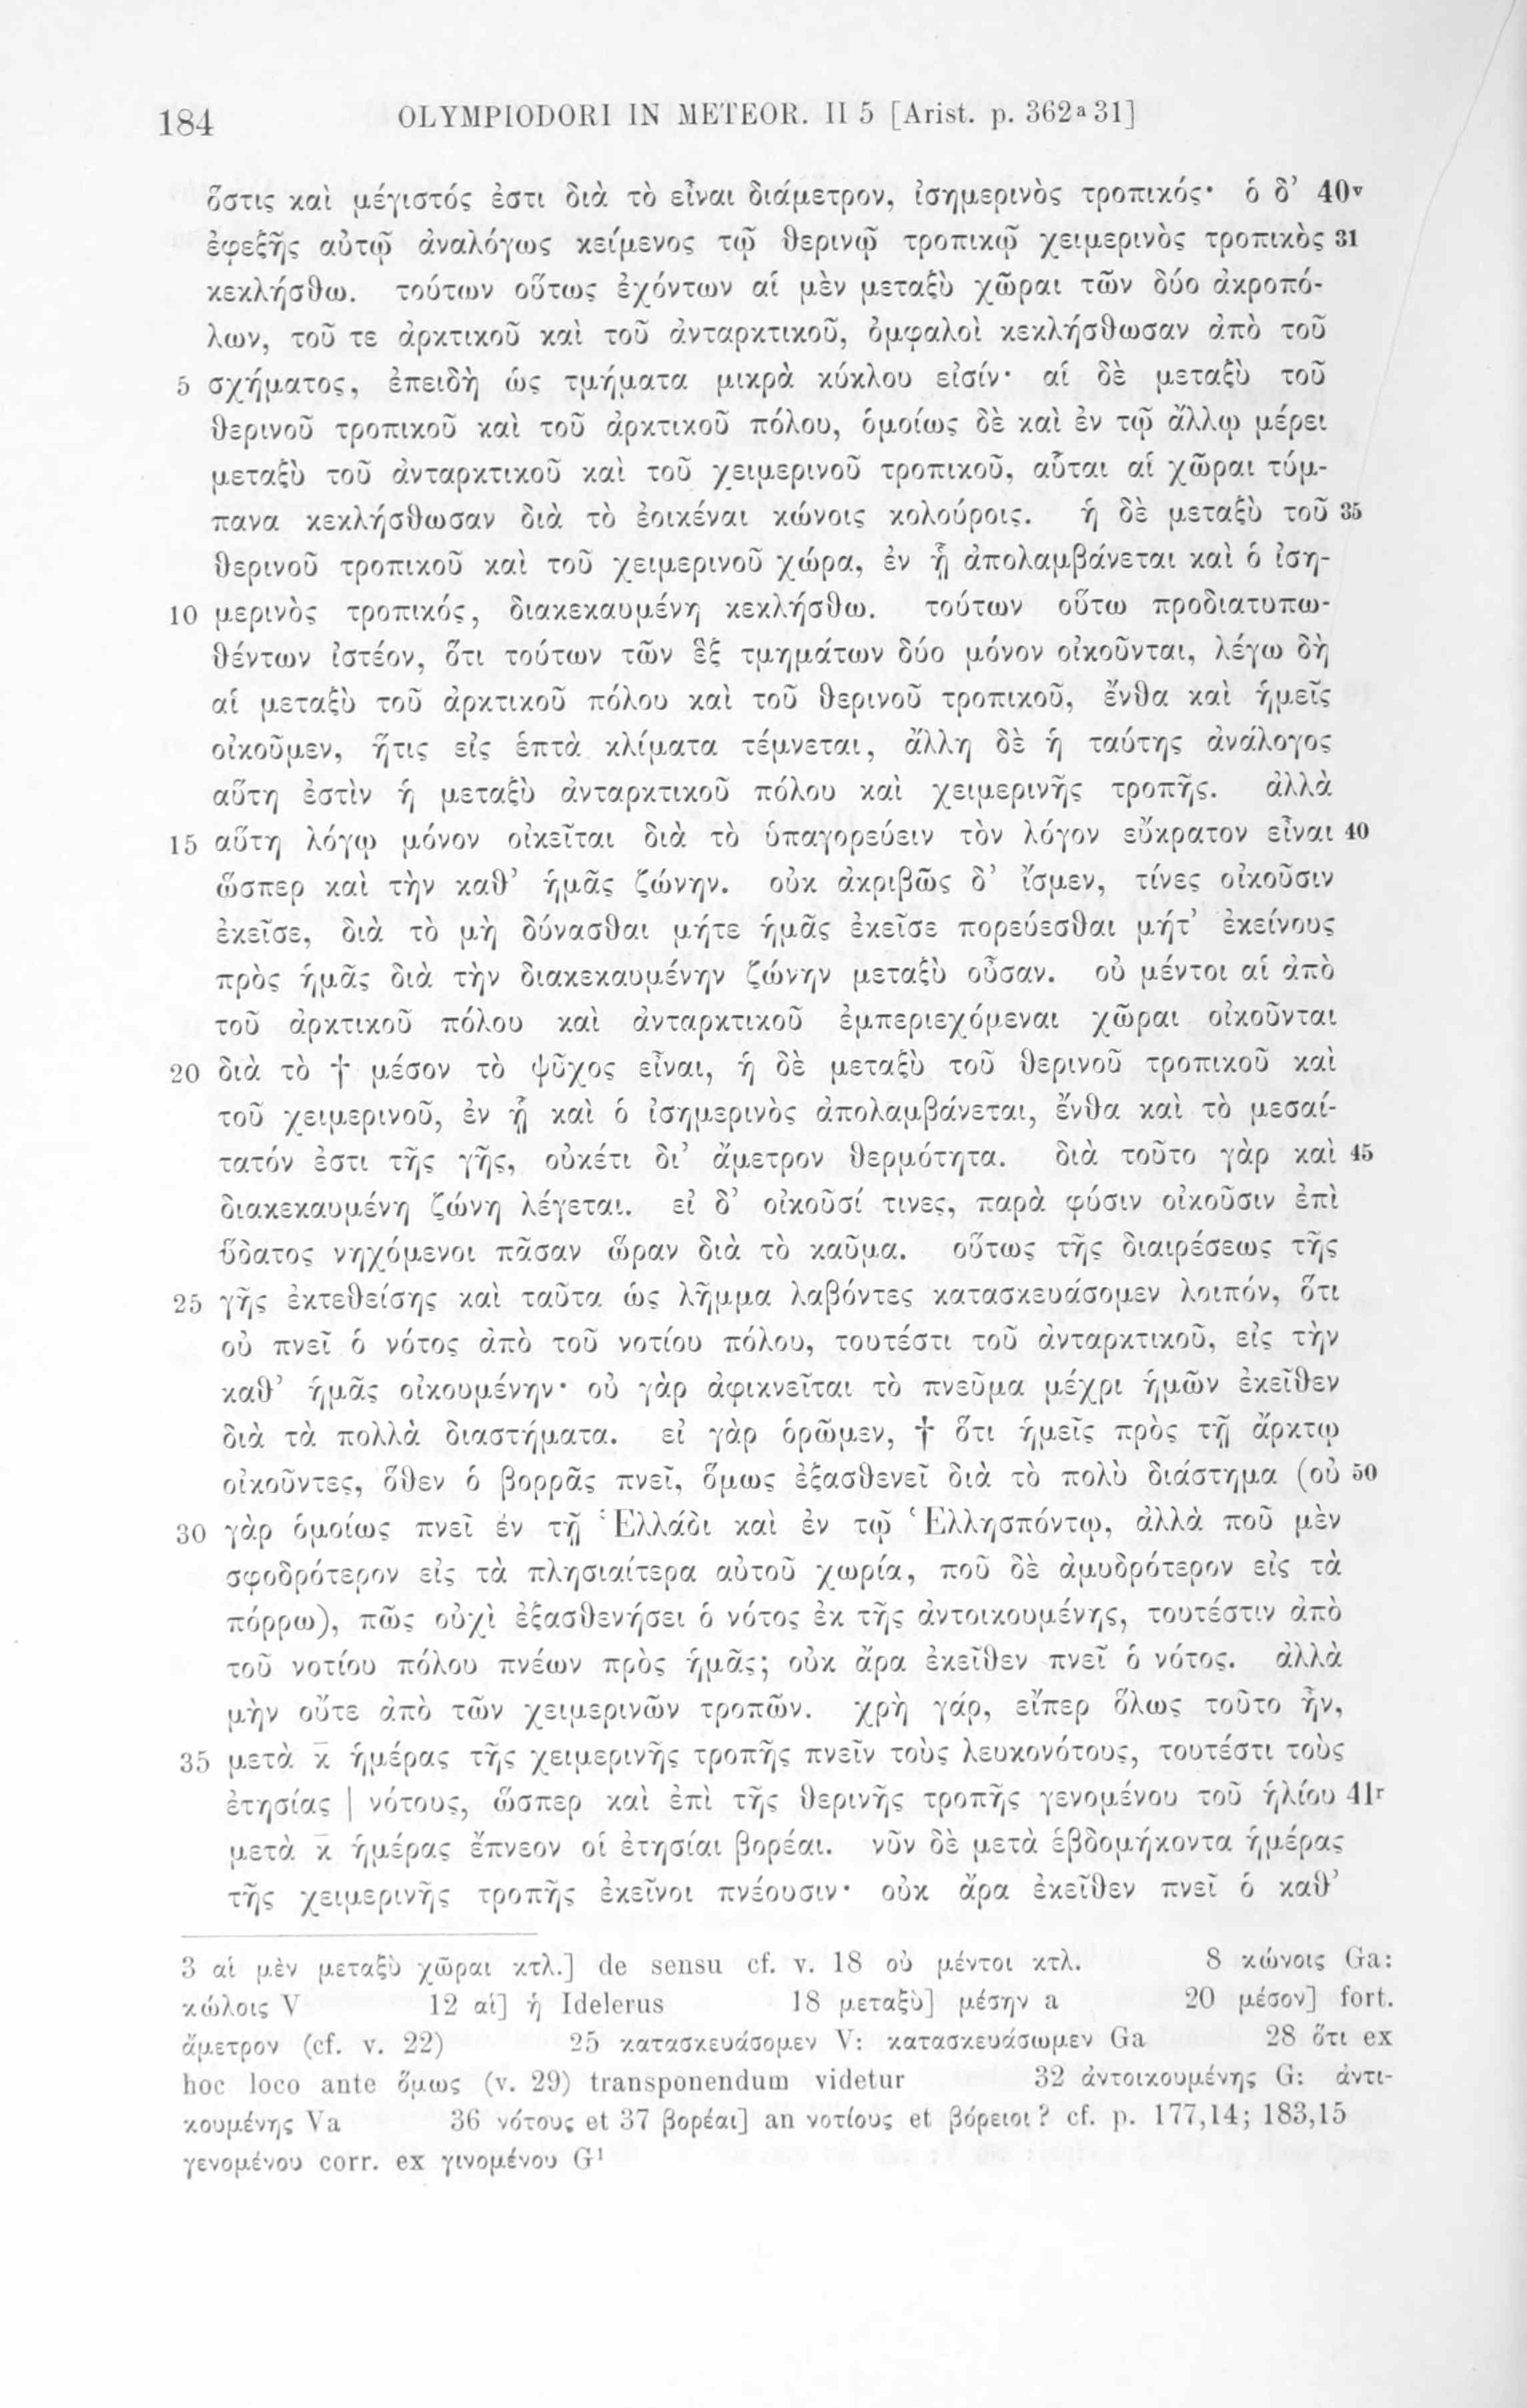 184 OLYMPIODORI IN METEOR. II 5 [Arist. p. 362ᵃ31]
ὅστις καὶ μέγιστός ἐστι διὰ τὸ εἶναι διάμετρον, ἰσημερινὸς τροπικός· ὁ δ’ 40ᵛ
ἐφεξῆς αὐτῷ ἀναλόγως κείμενος τῷ θερινῷ τροπικῷ χειμερινὸς τροπικὸς 31
κεκλήσθω. τούτων οὕτως ἐχόντων αἱ μὲν μεταξὺ χῶραι τῶν δύο ἀκροπό-
λων, τοῦ τε ἀρκτικοῦ καὶ τοῦ ἀνταρκτικοῦ, ὀμφαλοὶ κεκλήσθωσαν ἀπὸ τοῦ
5 σχήματος, ἐπειδὴ ὡς τμήματα μικρὰ κύκλου εἰσίν· αἱ δὲ μεταξὺ τοῦ
θερινοῦ τροπικοῦ καὶ τοῦ ἀρκτικοῦ πόλου, ὁμοίως δὲ καὶ ἐν τῷ ἄλλῳ μέρει
μεταξὺ τοῦ ἀνταρκτικοῦ καὶ τοῦ χειμερινοῦ τροπικοῦ, αὗται αἱ χῶραι τύμ-
πανα κεκλήσθωσαν διὰ τὸ ἐοικέναι κώνοις κολούροις. ἡ δὲ μεταξὺ τοῦ 35
θερινοῦ τροπικοῦ καὶ τοῦ χειμερινοῦ χώρα, ἐν ᾗ ἀπολαμβάνεται καὶ ὁ ἰση-
10 μερινὸς τροπικός, διακεκαυμένη κεκλήσθω. τούτων οὕτω προδιατυπω-
θέντων ἰστέον, ὅτι τούτων τῶν ἓξ τμημάτων δύο μόνον οἰκοῦνται, λέγω δὴ
αἱ μεταξὺ τοῦ ἀρκτικοῦ πόλου καὶ τοῦ θερινοῦ τροπικοῦ, ἔνθα καὶ ἡμεῖς
οἰκοῦμεν, ἥτις εἰς ἑπτὰ κλίματα τέμνεται, ἄλλη δὲ ἡ ταύτης ἀνάλογος
αὕτη ἐστὶν ἡ μεταξὺ ἀνταρκτικοῦ πόλου καὶ χειμερινῆς τροπῆς. ἀλλὰ
15 αὕτη λόγῳ μόνον οἰκεῖται διὰ τὸ ὑπαγορεύειν τὸν λόγον εὔκρατον εἶναι 40
ὥσπερ καὶ τὴν καθ’ ἡμᾶς ζώνην. οὐκ ἀκριβῶς δ’ ἴσμεν, τίνες οἰκοῦσιν
ἐκεῖσε, διὰ τὸ μὴ δύνασθαι μήτε ἡμᾶς ἐκεῖσε πορεύεσθαι μήτ’ ἐκείνους
πρὸς ἡμᾶς διὰ τὴν διακεκαυμένην ζώνην μεταξὺ οὖσαν. οὐ μέντοι αἱ ἀπὸ
τοῦ ἀρκτικοῦ πόλου καὶ ἀνταρκτικοῦ ἐμπεριεχόμεναι χῶραι οἰκοῦνται
20 διὰ τὸ † μέσον τὸ ψῦχος εἶναι, ἡ δὲ μεταξὺ τοῦ θερινοῦ τροπικοῦ καὶ
τοῦ χειμερινοῦ, ἐν ᾗ καὶ ὁ ἰσημερινὸς ἀπολαμβάνεται, ἔνθα καὶ τὸ μεσαί-
τατόν ἐστι τῆς γῆς, οὐκέτι δι’ ἄμετρον θερμότητα. διὰ τοῦτο γὰρ καὶ 45
διακεκαυμένη ζώνη λέγεται. εἰ δ’ οἰκοῦσί τινες, παρὰ φύσιν οἰκοῦσιν ἐπὶ
ὕδατος νηχόμενοι πᾶσαν ὥραν διὰ τὸ καῦμα. οὕτως τῆς διαιρέσεως τῆς
25 γῆς ἐκτεθείσης καὶ ταῦτα ὡς λῆμμα λαβόντες κατασκευάσομεν λοιπόν, ὅτι
οὐ πνεῖ ὁ νότος ἀπὸ τοῦ νοτίου πόλου, τουτέστι τοῦ ἀνταρκτικοῦ, εἰς τὴν
καθ’ ἡμᾶς οἰκουμένην· οὐ γὰρ ἀφικνεῖται τὸ πνεῦμα μέχρι ἡμῶν ἐκεῖθεν
διὰ τὰ πολλὰ διαστήματα. εἰ γὰρ ὁρῶμεν, † ὅτι ἡμεῖς πρὸς τῇ ἄρκτῳ
οἰκοῦντες, ὅθεν ὁ βορρᾶς πνεῖ, ὅμως ἐξασθενεῖ διὰ τὸ πολὺ διάστημα (οὐ 50
30 γὰρ ὁμοίως πνεῖ ἐν τῇ Ἑλλάδι καὶ ἐν τῷ Ἑλλησπόντῳ, ἀλλὰ ποῦ μὲν
σφοδρότερον εἰς τὰ πλησιαίτερα αὐτοῦ χωρία, ποῦ δὲ ἀμυδρότερον εἰς τὰ
πόρρω), πῶς οὐχὶ ἐξασθενήσει ὁ νότος ἐκ τῆς ἀντοικουμένης, τουτέστιν ἀπὸ
τοῦ νοτίου πόλου πνέων πρὸς ἡμᾶς; οὐκ ἄρα ἐκεῖθεν πνεῖ ὁ νότος. ἀλλὰ
μὴν οὔτε ἀπὸ τῶν χειμερινῶν τροπῶν. χρὴ γάρ, εἴπερ ὅλως τοῦτο ἦν,
35 μετὰ κ̅ ἡμέρας τῆς χειμερινῆς τροπῆς πνεῖν τοὺς λευκονότους, τουτέστι τοὺς
ἐτησίας | νότους, ὥσπερ καὶ ἐπὶ τῆς θερινῆς τροπῆς γενομένου τοῦ ἡλίου 41ʳ
μετὰ κ̅ ἡμέρας ἔπνεον οἱ ἐτησίαι βορέαι. νῦν δὲ μετὰ ἑβδομήκοντα ἡμέρας
τῆς χειμερινῆς τροπῆς ἐκεῖνοι πνέουσιν· οὐκ ἄρα ἐκεῖθεν πνεῖ ὁ καθ’
3 αἱ μὲν μεταξὺ χῶραι κτλ.] de sensu cf. v. 18 οὐ μέντοι κτλ. 8 κώνοις Ga:
κώλοις V 12 αἱ] ἡ Idelerus 18 μεταξὺ] μέσην a 20 μέσον] fort.
ἄμετρον (cf. v. 22) 25 κατασκευάσομεν V: κατασκευάσωμεν Ga 28 ὅτι ex
hoc loco ante ὅμως (v. 29) transponendum videtur 32 ἀντοικουμένης G: ἀντι-
κουμένης Va 36 νότους et 37 βορέαι] an νοτίους et βόρειοι? cf. p. 177,14; 183,15
γενομένου corr. ex γινομένου G¹